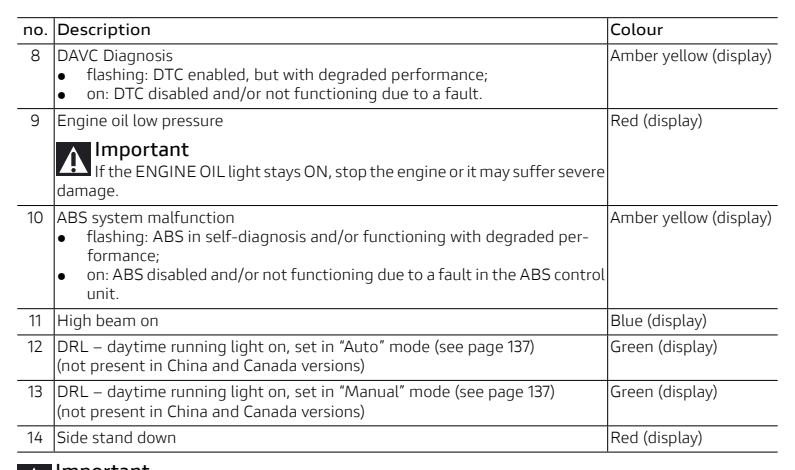 no. Description Colour
8 DAVC Diagnosis Amber yellow (display)
● flashing: DTC enabled, but with degraded performance;
● on: DTC disabled and/or not functioning due to a fault.
9 Engine oil low pressure Red (display)
Important
If the ENGINE OIL light stays ON, stop the engine or it may suffer severe
damage.
10 ABS system malfunction Amber yellow (display)
● flashing: ABS in self-diagnosis and/or functioning with degraded per-
formance;
● on: ABS disabled and/or not functioning due to a fault in the ABS control
unit.
11 High beam on Blue (display)
12 DRL – daytime running light on, set in “Auto” mode (see page 137) Green (display)
(not present in China and Canada versions)
13 DRL – daytime running light on, set in “Manual” mode (see page 137) Green (display)
(not present in China and Canada versions)
14 Side stand down Red (display)
Important